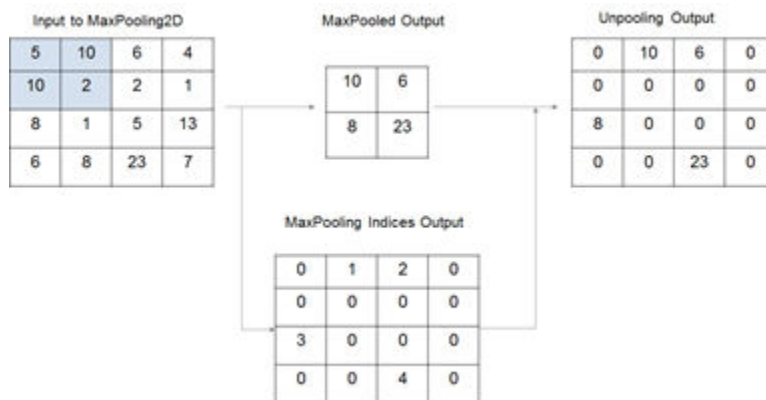 Input to MaxPooling2D
5 10 6 4
10 2 2 1
8 1 5 13
6 8 23 7
MaxPooled Output
10 6
8 23
Unpooling Output
0 10 6 0
0 0 0 0
8 0 0 0
0 0 23 0
MaxPooling Indices Output
0 1 2 0
0 0 0 0
3 0 0 0
0 0 4 0